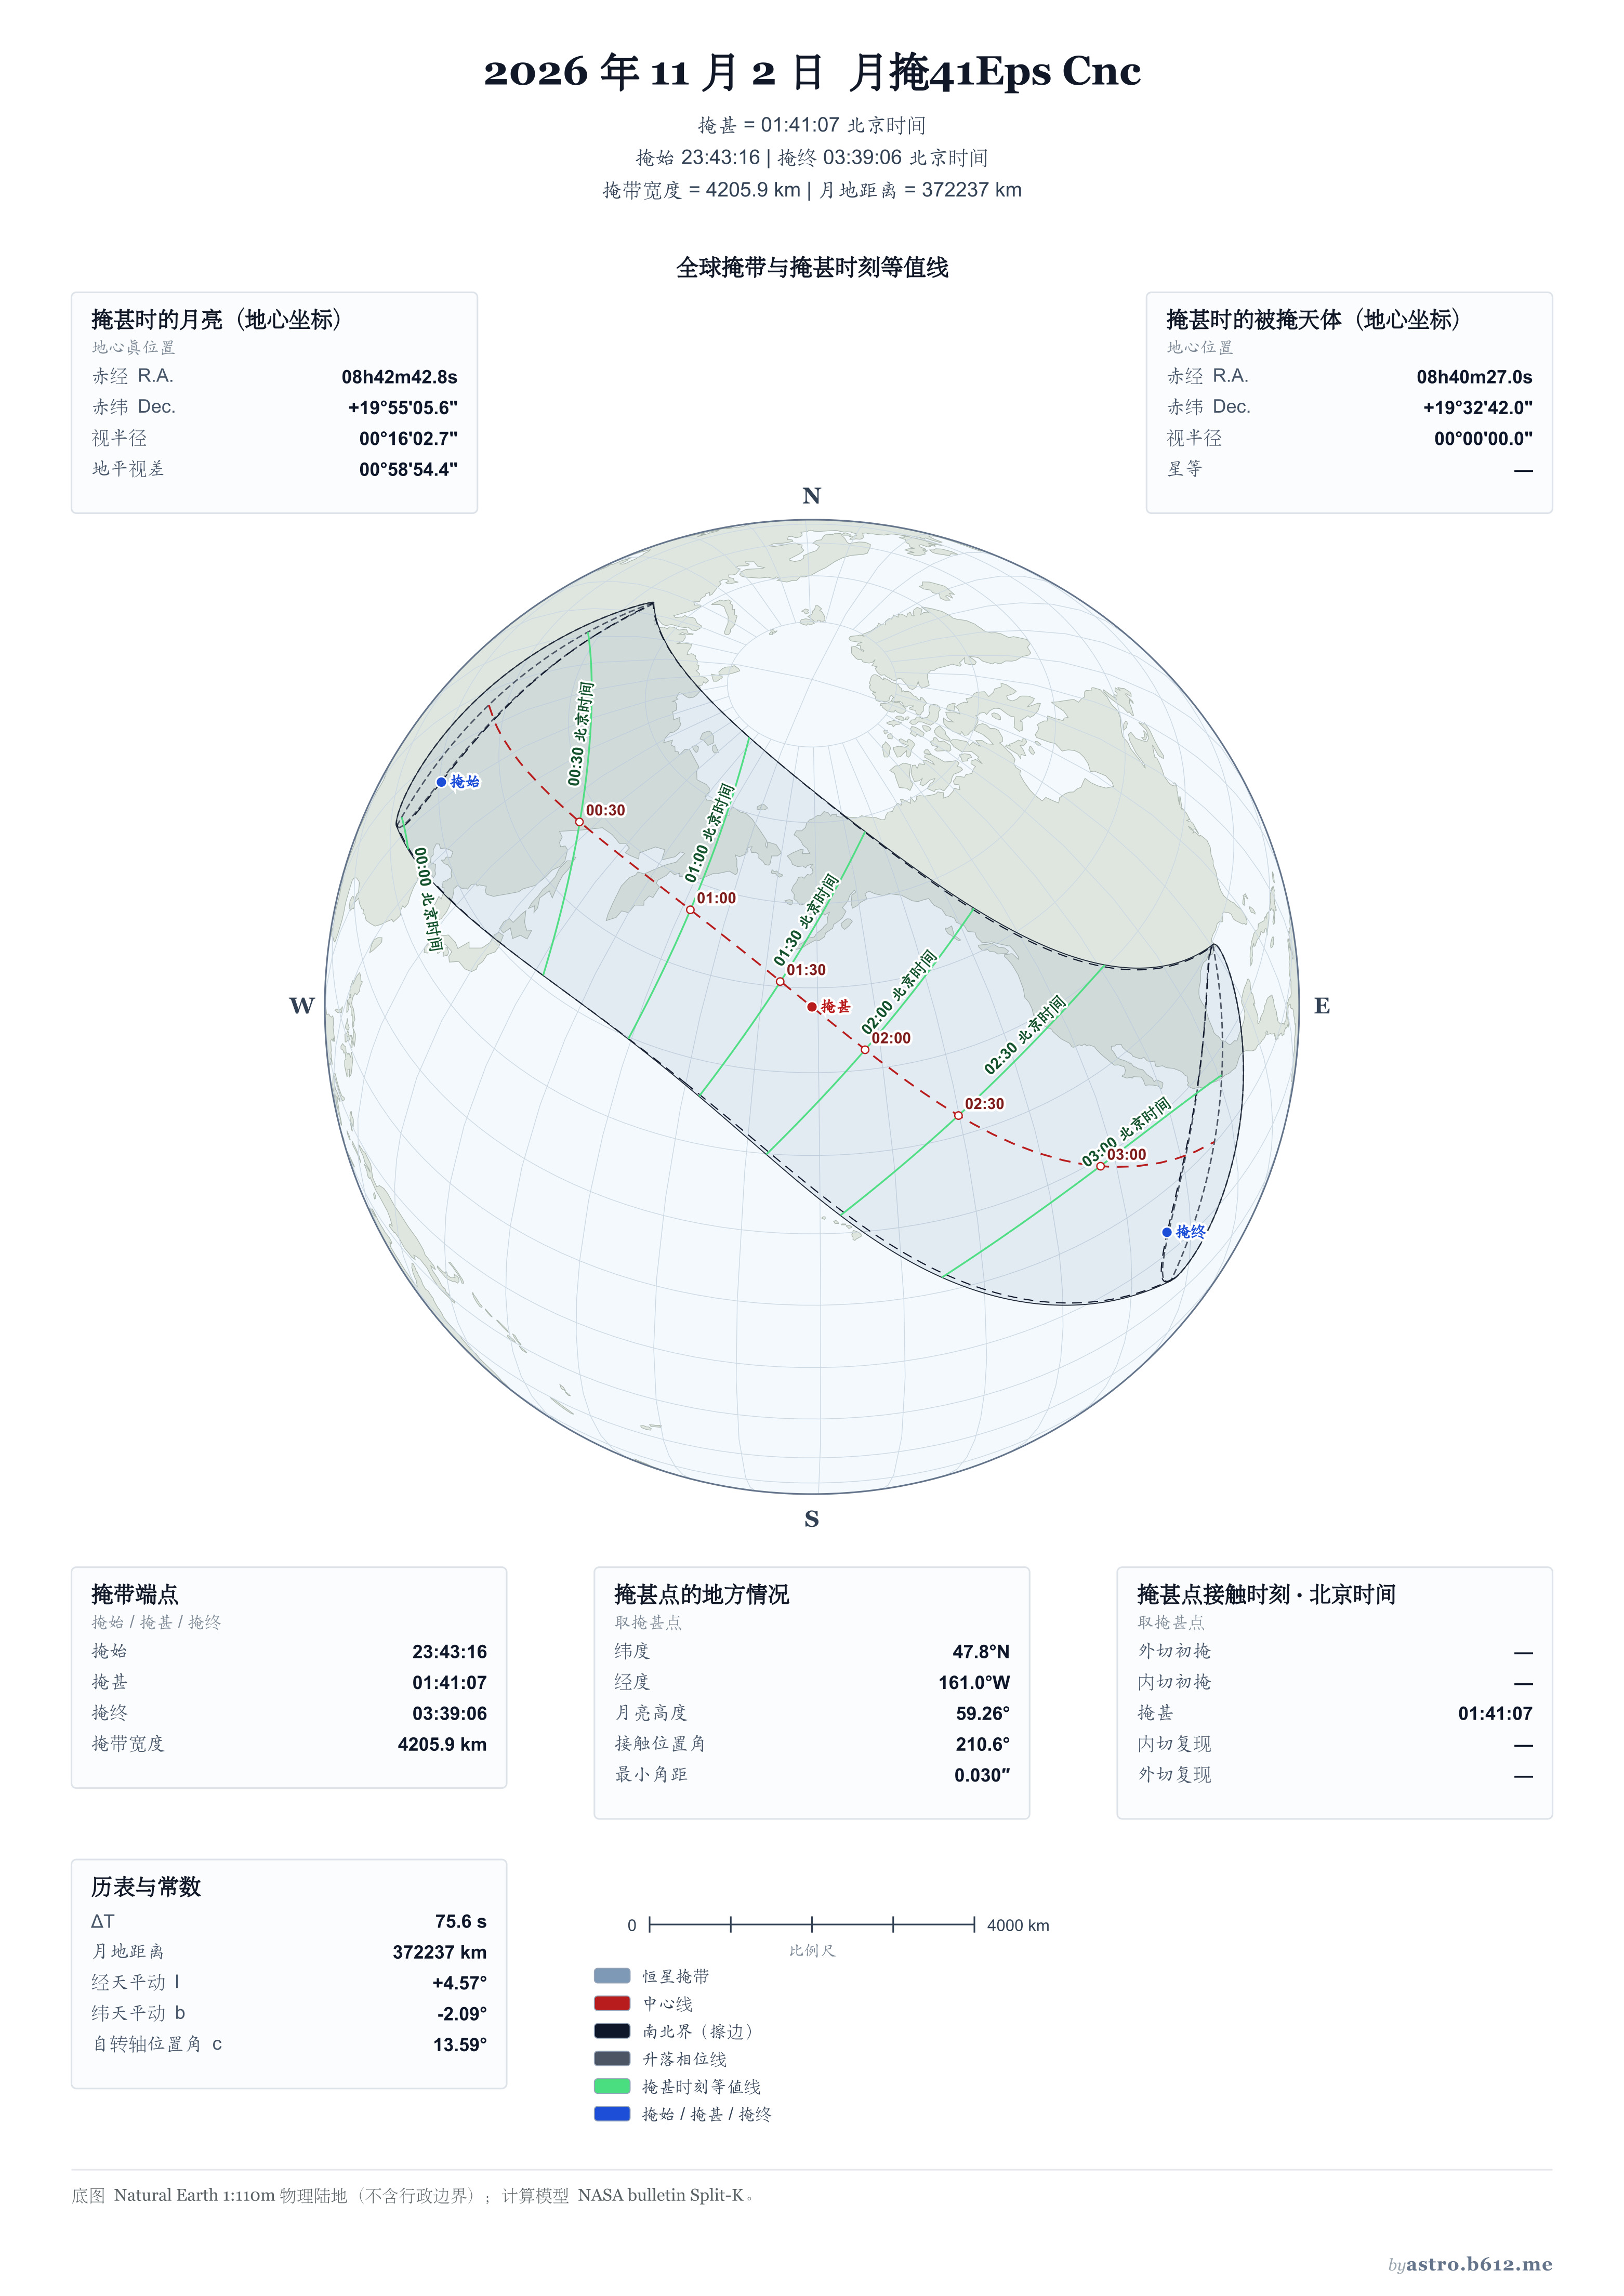 2026 年 11 月 2 日 月掩41Eps Cnc
掩甚 = 01:41:07 北京时间
掩始 23:43:16 | 掩终 03:39:06 北京时间
掩带宽度 = 4205.9 km | 月地距离 = 372237 km
全球掩带与掩甚时刻等值线
掩甚时的月亮（地心坐标）
地心真位置
赤经 R.A. 08h42m42.8s
赤纬 Dec. +19°55'05.6"
视半径 00°16'02.7"
地平视差 00°58'54.4"
掩甚时的被掩天体（地心坐标）
地心位置
赤经 R.A. 08h40m27.0s
赤纬 Dec. +19°32'42.0"
视半径 00°00'00.0"
星等 —
N
W
E
S
掩始
00:00 北京时间
00:30 北京时间
00:30
01:00 北京时间
01:00
01:30 北京时间
01:30
掩甚
02:00 北京时间
02:00
02:30 北京时间
02:30
03:00 北京时间
03:00
掩终
掩带端点
掩始 / 掩甚 / 掩终
掩始 23:43:16
掩甚 01:41:07
掩终 03:39:06
掩带宽度 4205.9 km
掩甚点的地方情况
取掩甚点
纬度 47.8°N
经度 161.0°W
月亮高度 59.26°
接触位置角 210.6°
最小角距 0.030″
掩甚点接触时刻 · 北京时间
取掩甚点
外切初掩 —
内切初掩 —
掩甚 01:41:07
内切复现 —
外切复现 —
历表与常数
ΔT 75.6 s
月地距离 372237 km
经天平动 l +4.57°
纬天平动 b -2.09°
自转轴位置角 c 13.59°
0 4000 km
比例尺
恒星掩带
中心线
南北界（擦边）
升落相位线
掩甚时刻等值线
掩始 / 掩甚 / 掩终
底图 Natural Earth 1:110m 物理陆地（不含行政边界）；计算模型 NASA bulletin Split-K。
byastro.b612.me